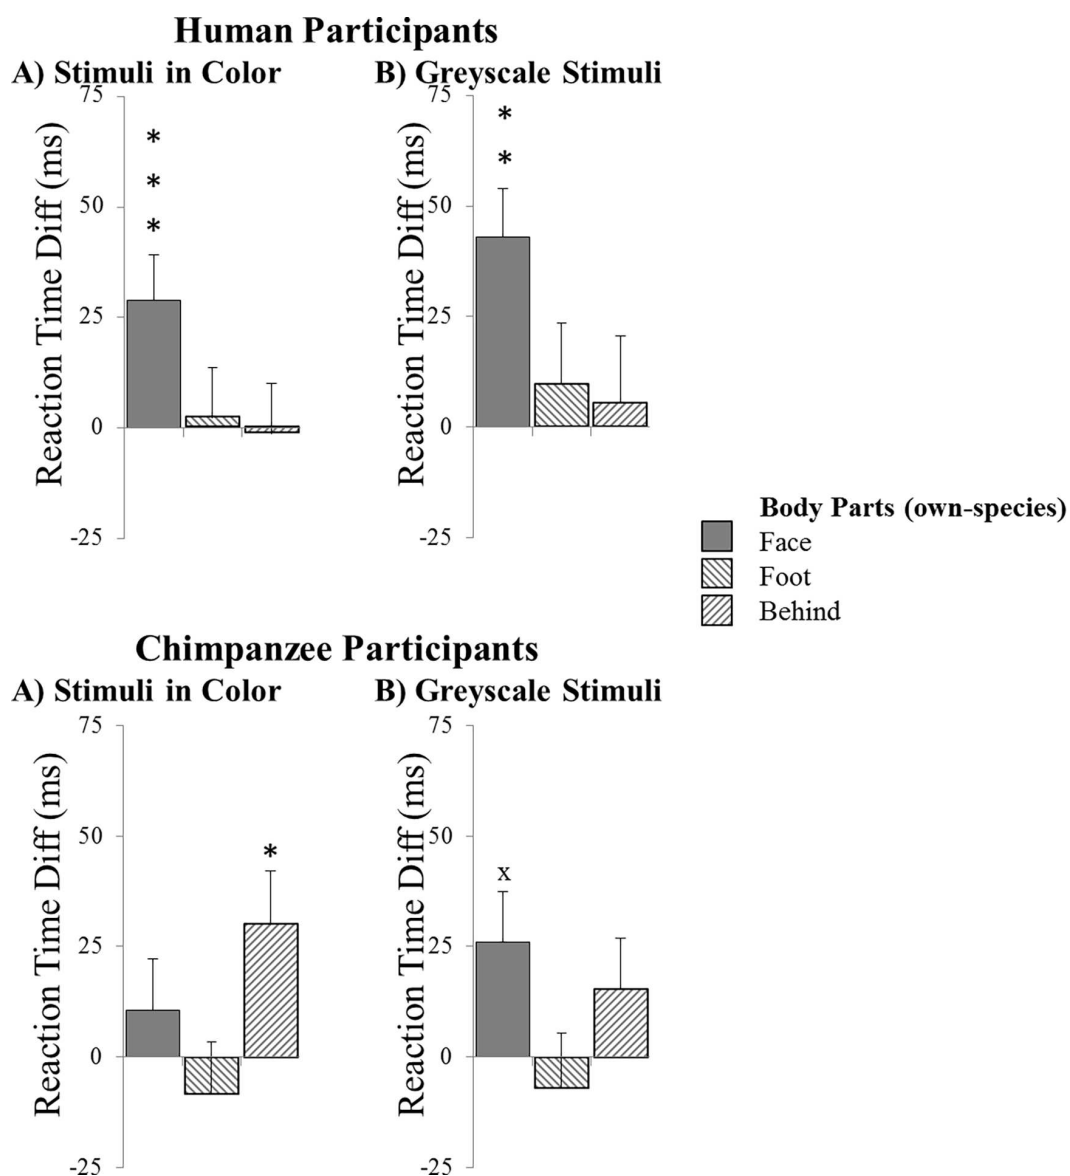 Human Participants
A) Stimuli in Color
B) Greyscale Stimuli
Reaction Time Diff (ms)
75
50
25
0
-25
*
*
*
Reaction Time Diff (ms)
75
50
25
0
-25
*
*
Body Parts (own-species)
Face
Foot
Behind
Chimpanzee Participants
A) Stimuli in Color
B) Greyscale Stimuli
Reaction Time Diff (ms)
75
50
25
0
-25
*
Reaction Time Diff (ms)
75
50
25
0
-25
x